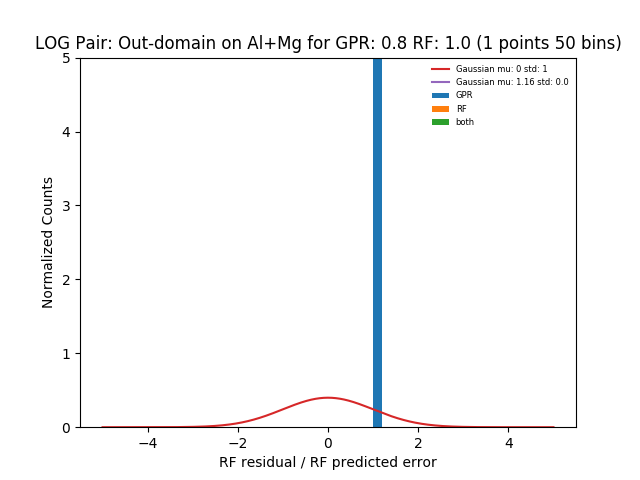 LOG Pair: Out-domain on Al+Mg for GPR: 0.8 RF: 1.0 (1 points 50 bins)
Gaussian mu: 0 std: 1
Gaussian mu: 1.16 std: 0.0
GPR
RF
both
Normalized Counts
5
4
3
2
1
0
−4
−2
0
2
4
RF residual / RF predicted error